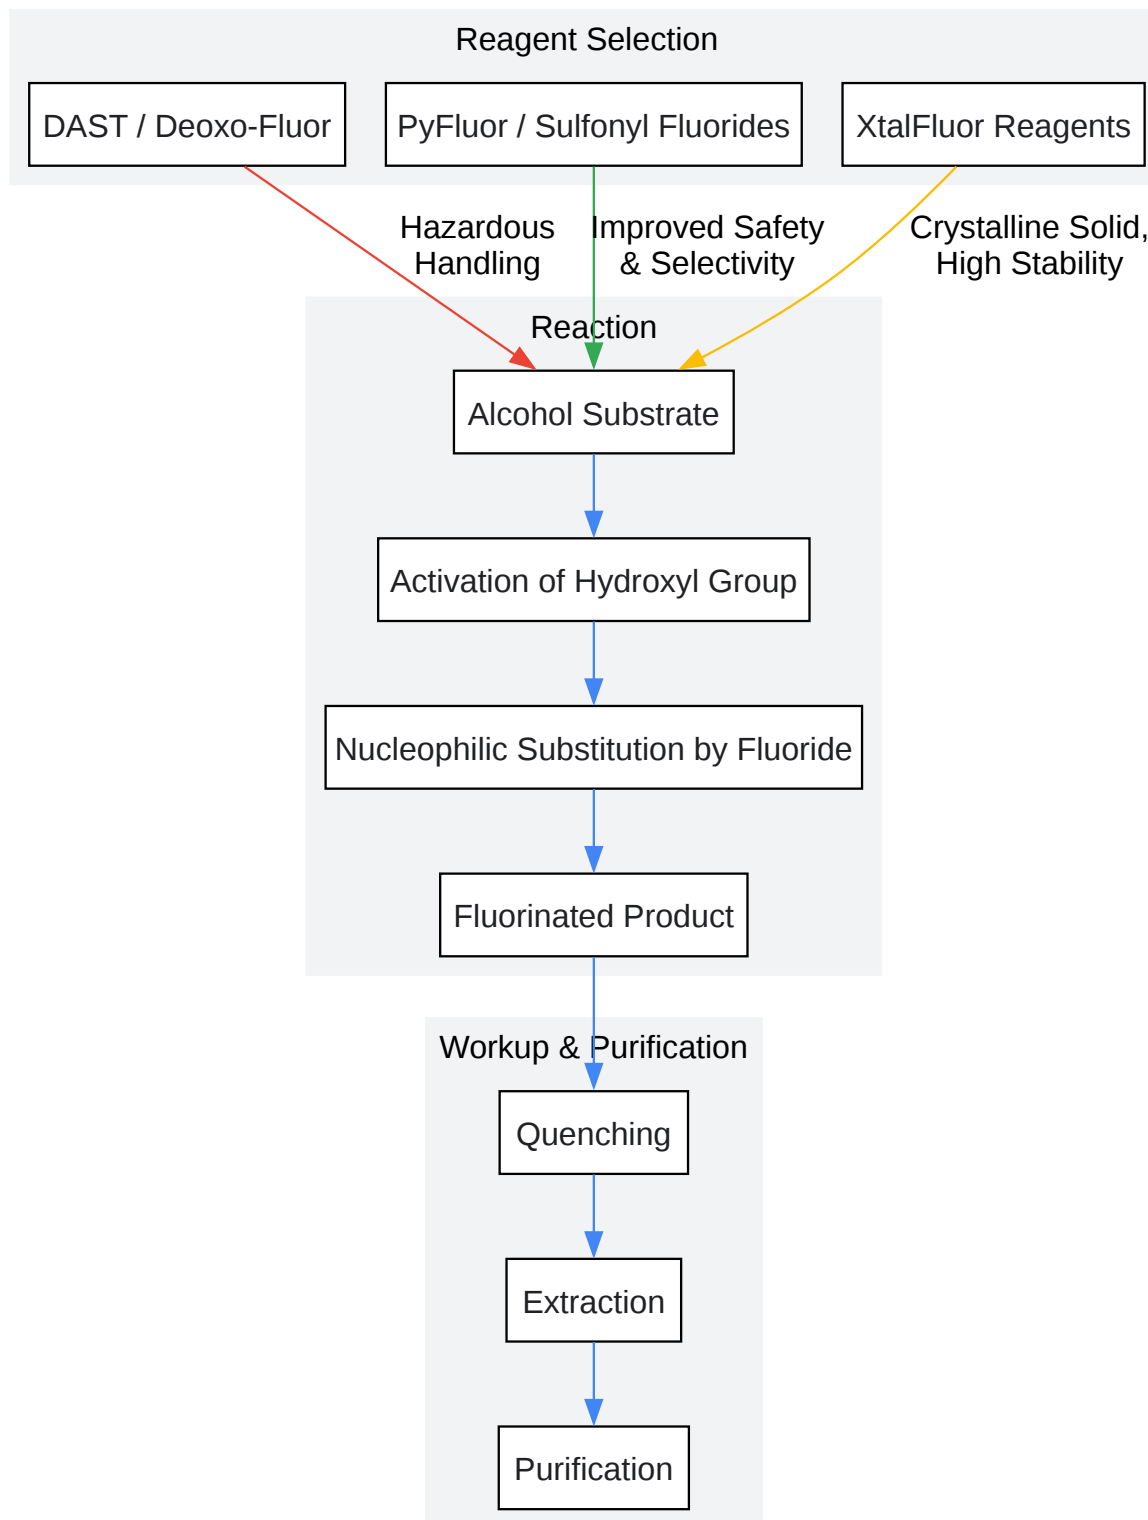 Reagent Selection
DAST / Deoxo-Fluor
PyFluor / Sulfonyl Fluorides
XtalFluor Reagents
Hazardous
Handling
Improved Safety
& Selectivity
Crystalline Solid,
High Stability
Reaction
Alcohol Substrate
Activation of Hydroxyl Group
Nucleophilic Substitution by Fluoride
Fluorinated Product
Workup & Purification
Quenching
Extraction
Purification